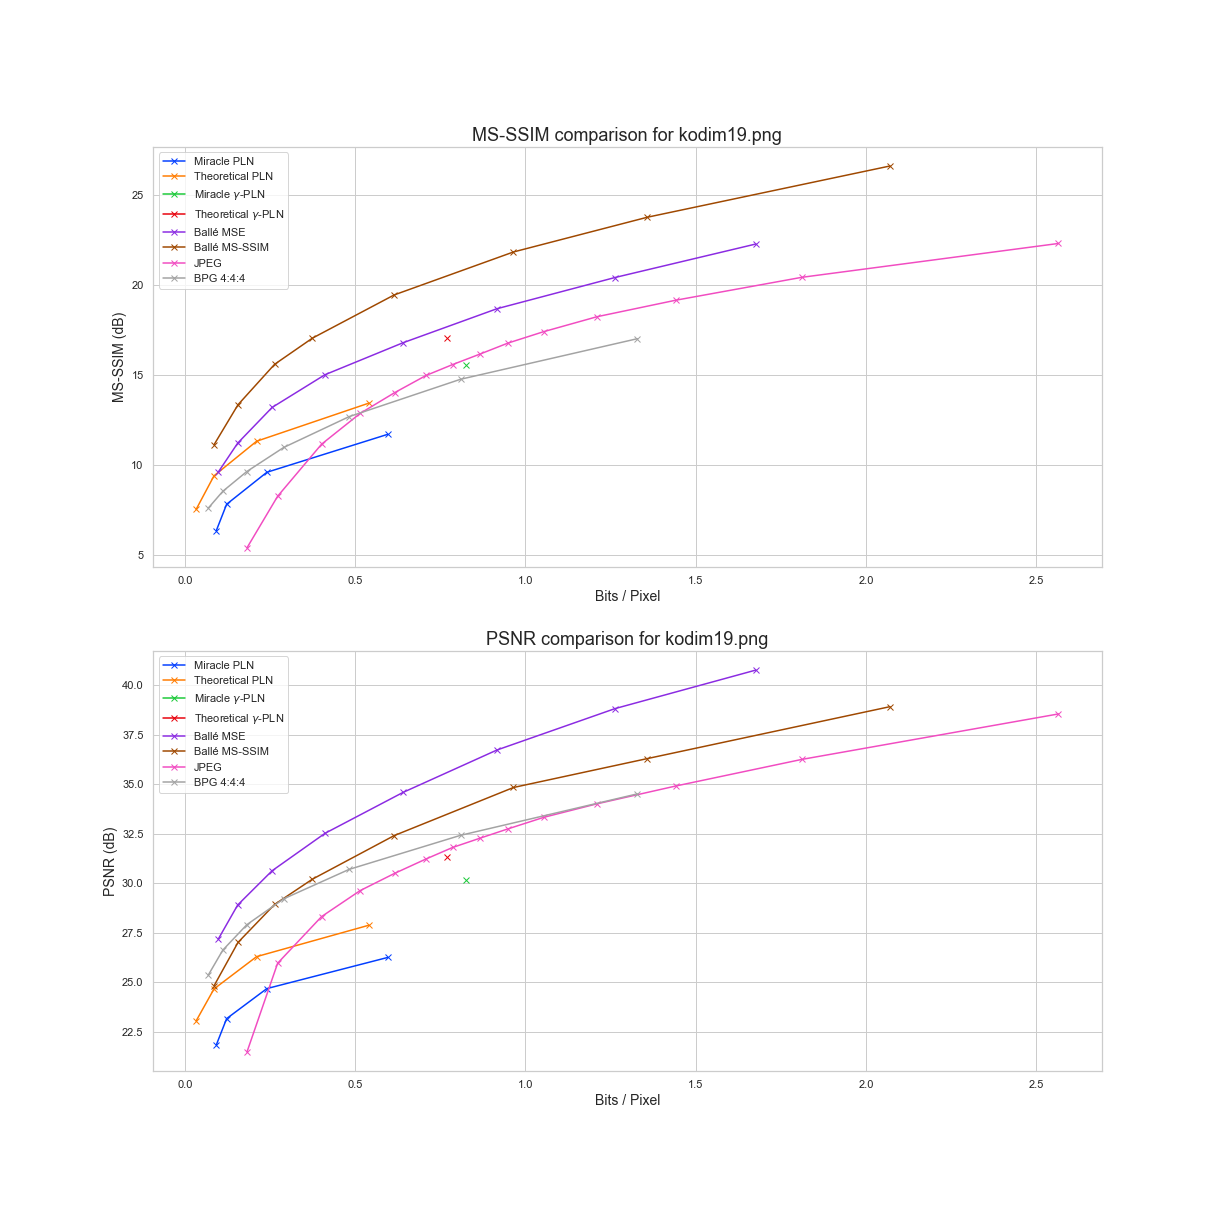 MS-SSIM comparison for kodim19.png
Miracle PLN
Theoretical PLN
Miracle γ-PLN
Theoretical γ-PLN
Ballé MSE
Ballé MS-SSIM
JPEG
BPG 4:4:4
MS-SSIM (dB)
25
20
15
10
5
0.0 0.5 1.0 1.5 2.0 2.5
Bits / Pixel
PSNR comparison for kodim19.png
Miracle PLN
Theoretical PLN
Miracle γ-PLN
Theoretical γ-PLN
Ballé MSE
Ballé MS-SSIM
JPEG
BPG 4:4:4
PSNR (dB)
40.0
37.5
35.0
32.5
30.0
27.5
25.0
22.5
0.0 0.5 1.0 1.5 2.0 2.5
Bits / Pixel